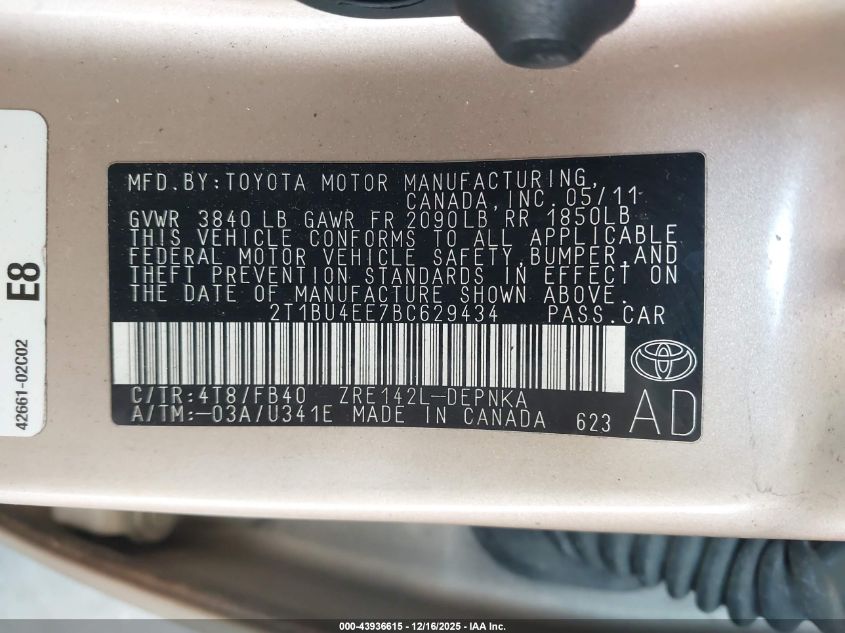 MFD.BY:TOYOTA MOTOR MANUFACTURING,
CANADA,INC. 05/11
GVWR 3840 LB GAWR FR 2090LB RR 1850LB
THIS VEHICLE CONFORMS TO ALL APPLICABLE
FEDERAL MOTOR VEHICLE SAFETY,BUMPER,AND
THEFT PREVENTION STANDARDS IN EFFECT ON
THE DATE OF MANUFACTURE SHOWN ABOVE.
2T1BU4EE7BC629434 PASS.CAR
C/TR:4T8/FB40 ZRE142L-DEPNKA
A/TM:-03A/U341E MADE IN CANADA 623
AD
42661-02C02 E8
000-43936615 - 12/16/2025 - IAA Inc.